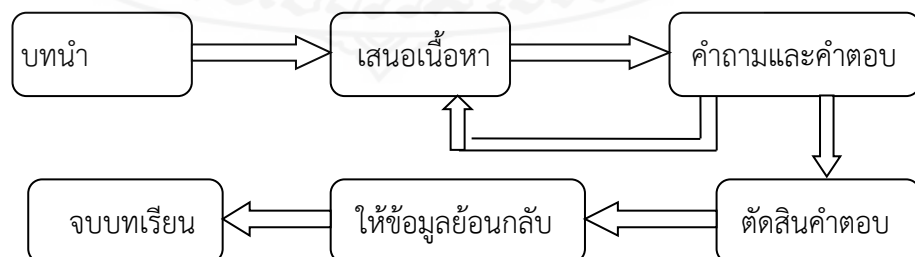 บทนำ
เสนอเนื้อหา
คำถามและคำตอบ
จบบทเรียน
ให้ข้อมูลย้อนกลับ
ตัดสินคำตอบ